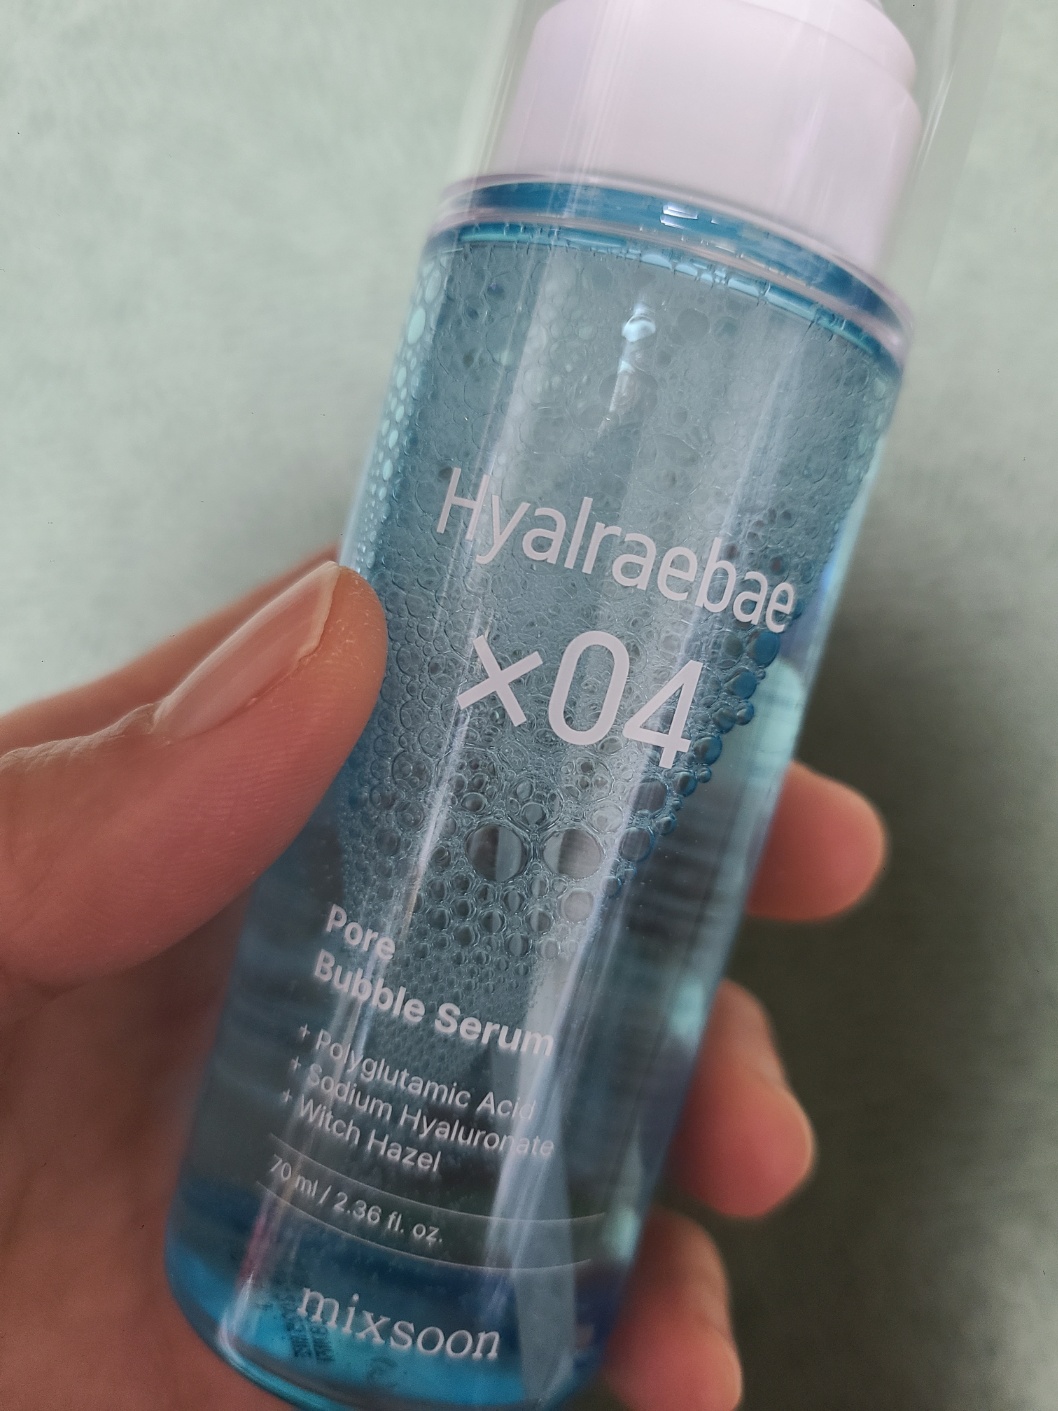 Hyalraebae
×04
Pore
Bubble Serum
+ Polyglutamic Acid
+ Sodium Hyaluronate
+ Witch Hazel
70 ml / 2.36 fl. oz.
mixsoon